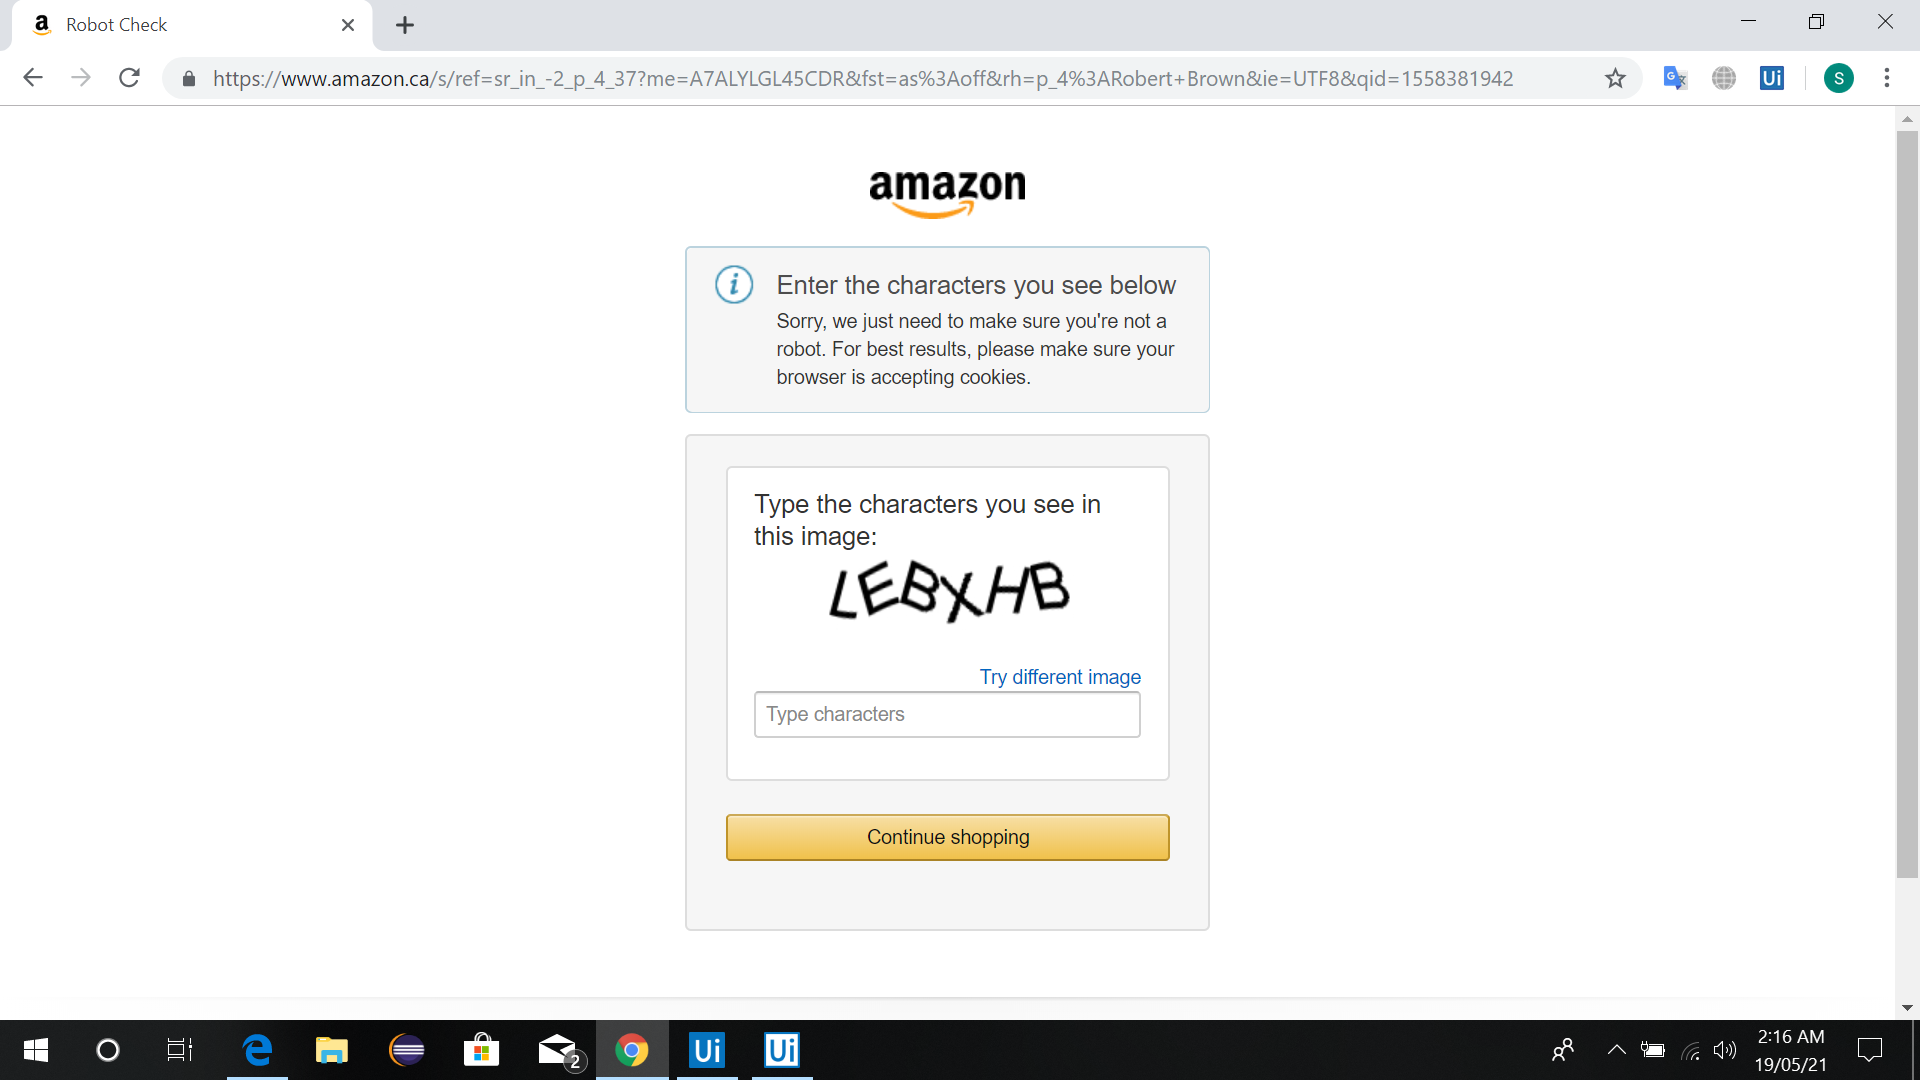 Robot Check
https://www.amazon.ca/s/ref=sr_in_-2_p_4_37?me=A7ALYLGL45CDR&fst=as%3Aoff&rh=p_4%3ARobert+Brown&ie=UTF8&qid=1558381942
Ui
S
amazon
Enter the characters you see below
Sorry, we just need to make sure you're not a
robot. For best results, please make sure your
browser is accepting cookies.
Type the characters you see in
this image:
LEBXHB
Try different image
Type characters
Continue shopping
2
Ui
Ui
2:16 AM
19/05/21